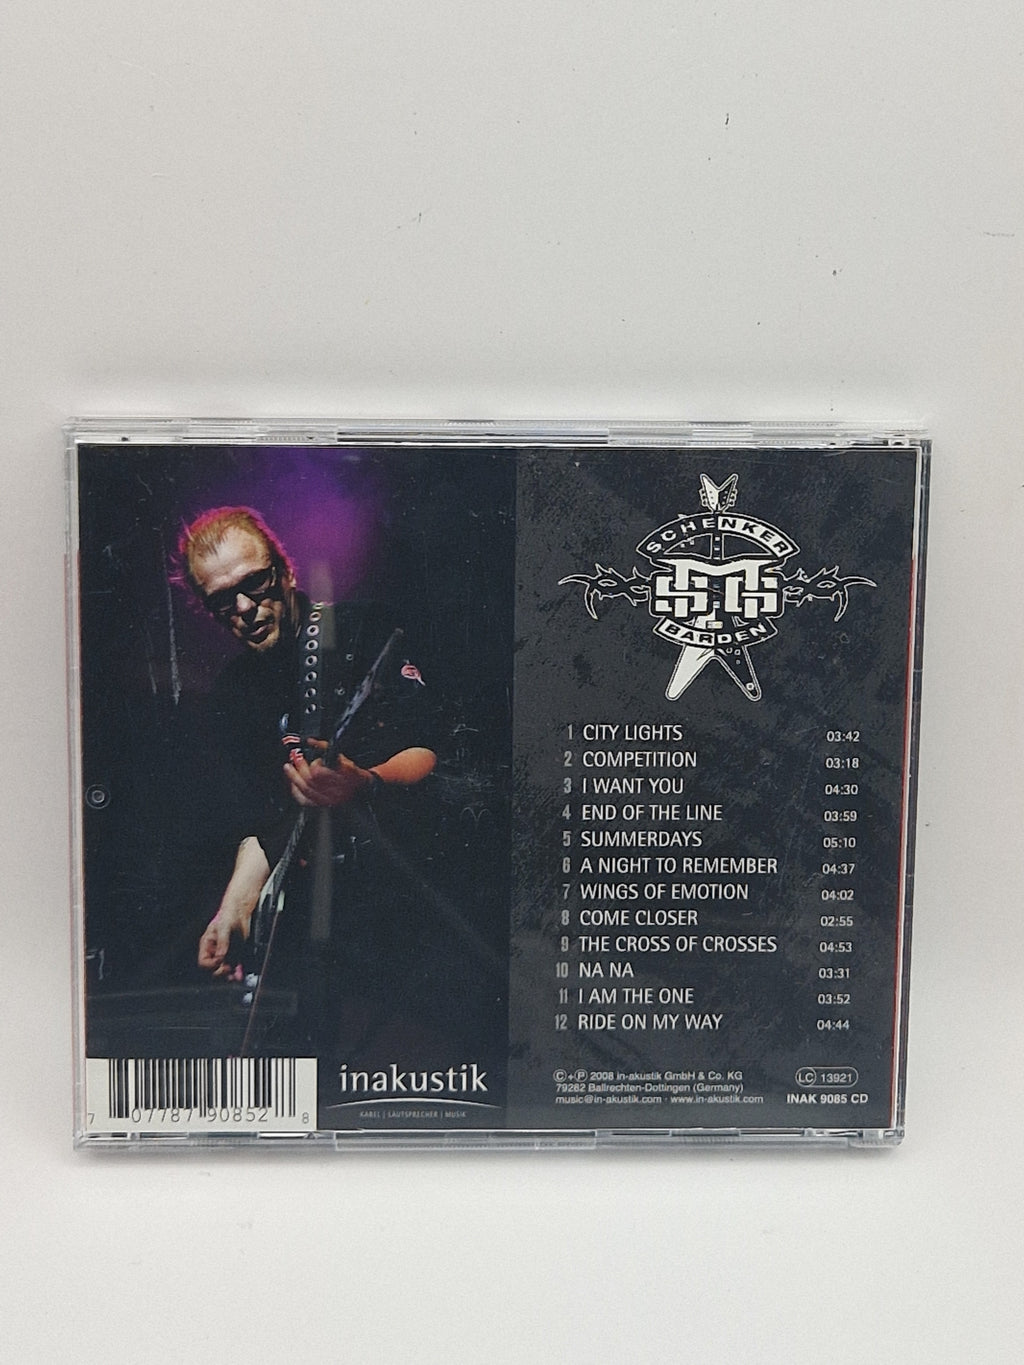 SCHENKER
MSG
BARDEN
1 CITY LIGHTS 03:42
2 COMPETITION 03:18
3 I WANT YOU 04:30
4 END OF THE LINE 03:59
5 SUMMERDAYS 05:10
6 A NIGHT TO REMEMBER 04:37
7 WINGS OF EMOTION 04:02
8 COME CLOSER 02:55
9 THE CROSS OF CROSSES 04:53
10 NA NA 03:31
11 I AM THE ONE 03:52
12 RIDE ON MY WAY 04:44
7 07787 90852 8
inakustik
KABEL | LAUTSPRECHER | MUSIK
©+℗ 2008 in-akustik GmbH & Co. KG
79282 Ballrechten-Dottingen (Germany)
music@in-akustik.com · www.in-akustik.com
LC 13921
INAK 9085 CD